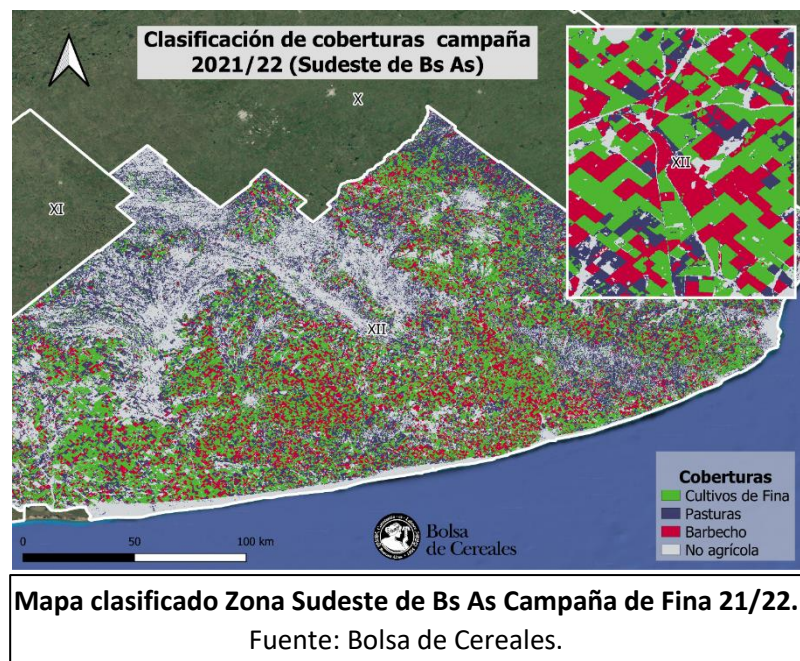 Clasificación de coberturas campaña
2021/22 (Sudeste de Bs As)
X
XI
XII
XII
Coberturas
Cultivos de Fina
Pasturas
Barbecho
No agrícola
0 50 100 km
Bolsa
de Cereales
Mapa clasificado Zona Sudeste de Bs As Campaña de Fina 21/22.
Fuente: Bolsa de Cereales.